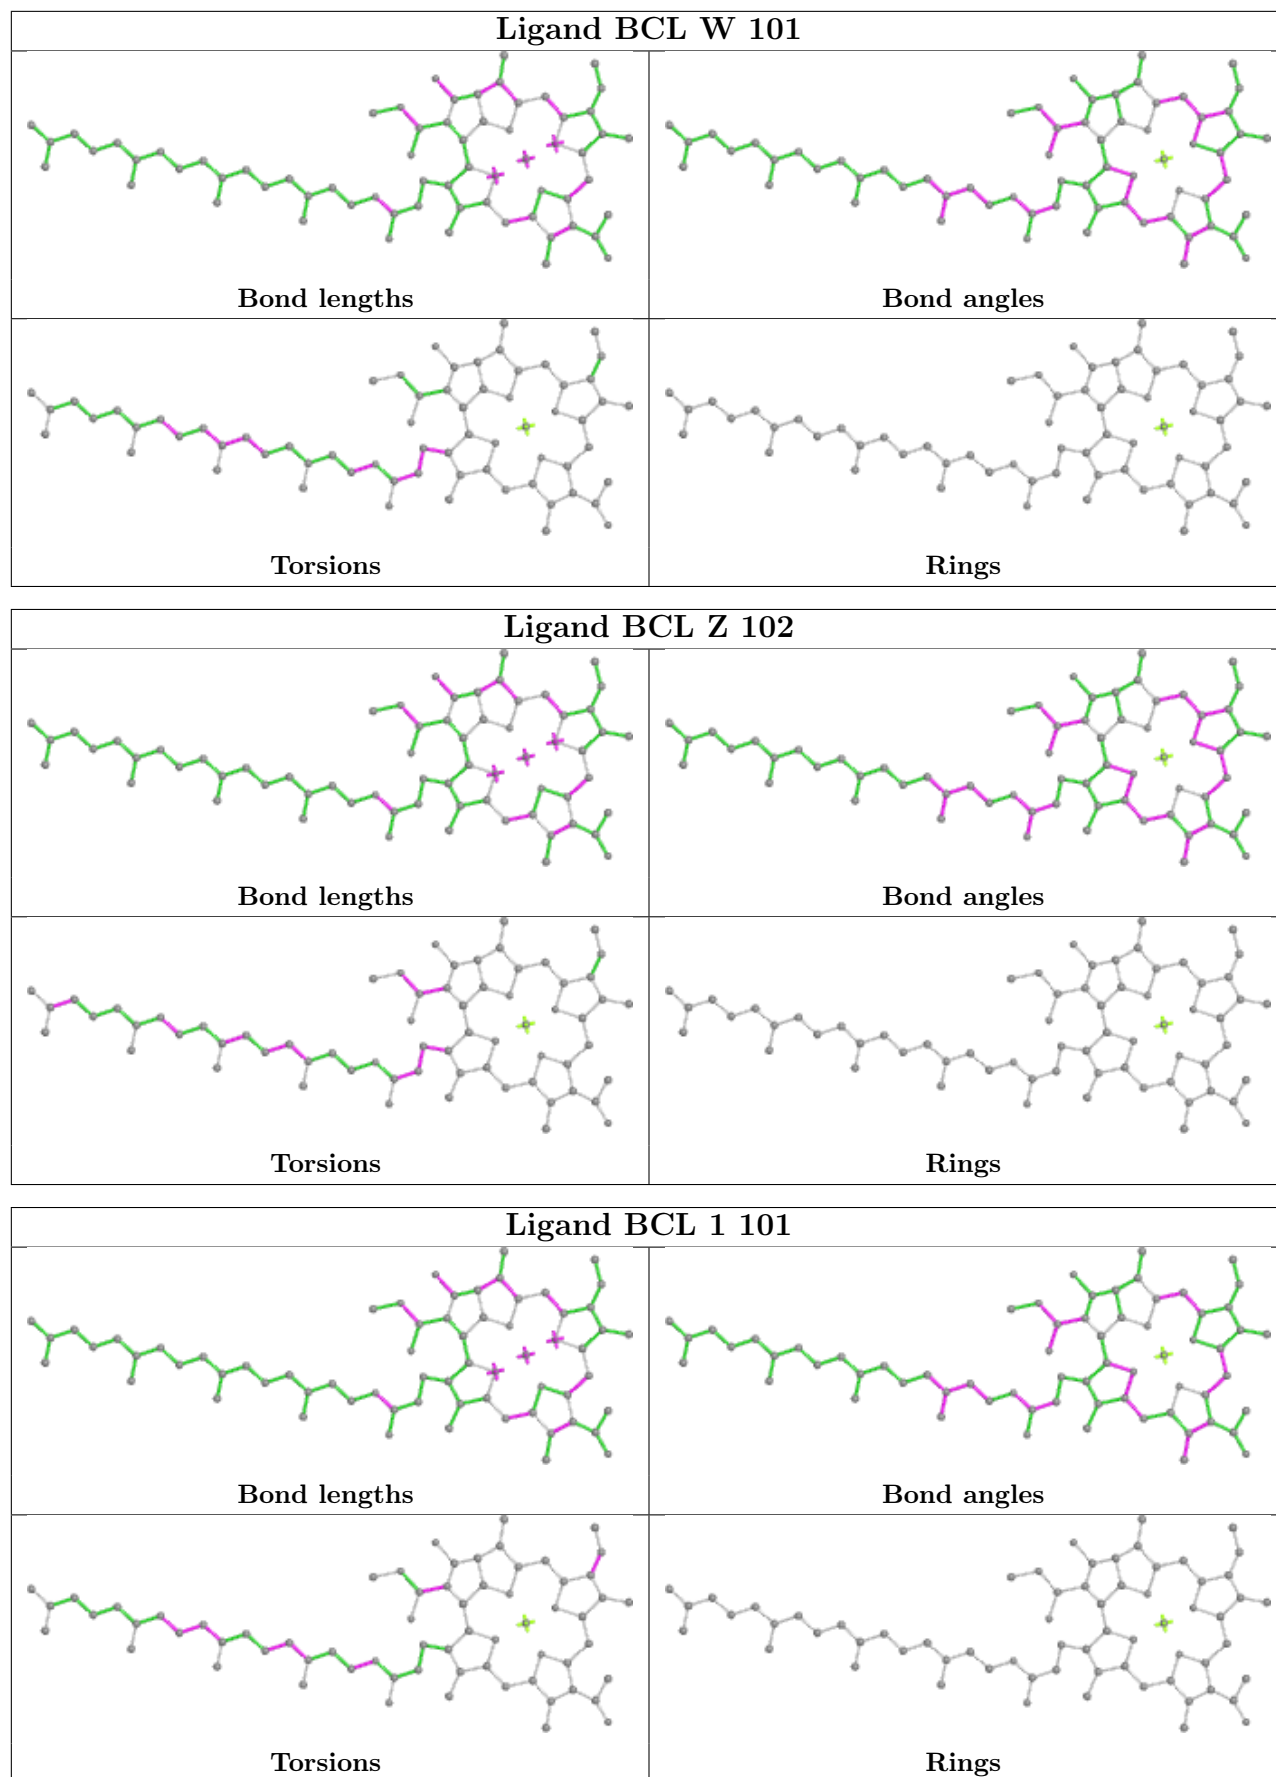 Ligand BCL W 101
Bond lengths
Bond angles
Torsions
Rings
Ligand BCL Z 102
Bond lengths
Bond angles
Torsions
Rings
Ligand BCL 1 101
Bond lengths
Bond angles
Torsions
Rings